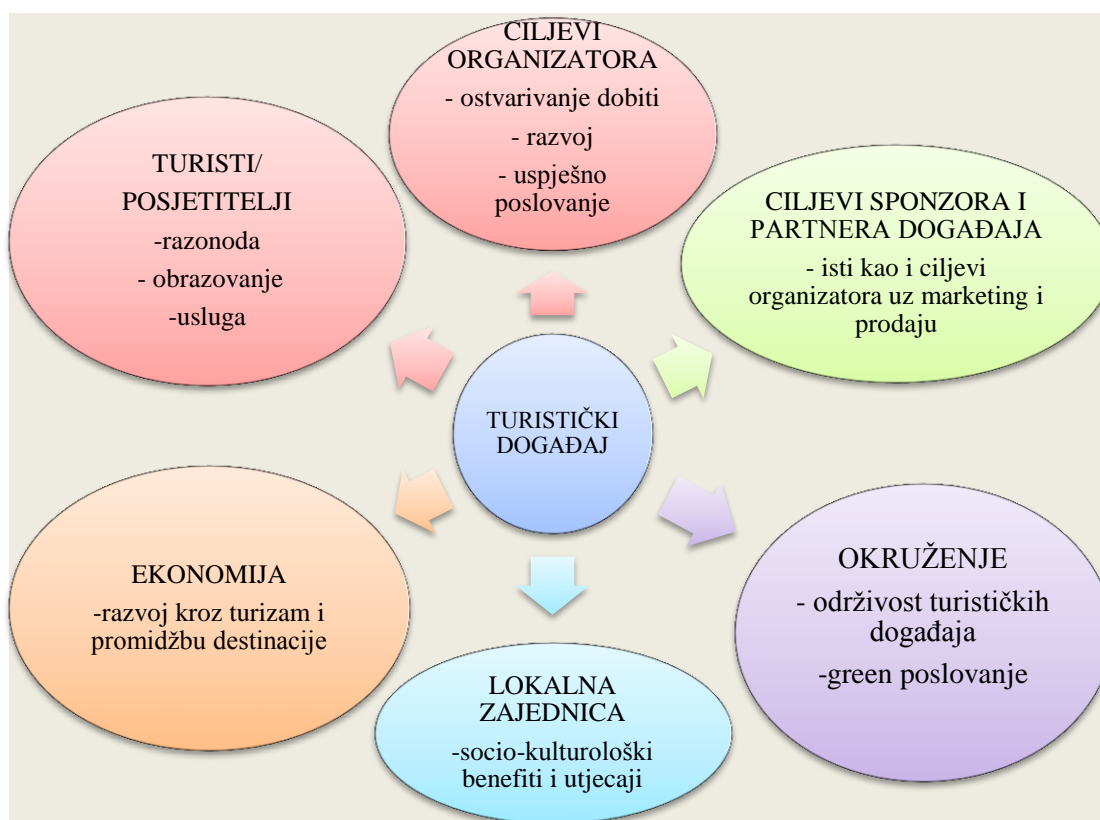 CILJEVI
ORGANIZATORA
- ostvarivanje dobiti
- razvoj
- uspješno
poslovanje
TURISTI/
POSJETITELJI
-razonoda
- obrazovanje
-usluga
CILJEVI SPONZORA I
PARTNERA DOGAĐAJA
- isti kao i ciljevi
organizatora uz marketing i
prodaju
TURISTIČKI
DOGAĐAJ
EKONOMIJA
-razvoj kroz turizam i
promidžbu destinacije
OKRUŽENJE
- održivost turističkih
događaja
-green poslovanje
LOKALNA
ZAJEDNICA
-socio-kulturološki
benefiti i utjecaji